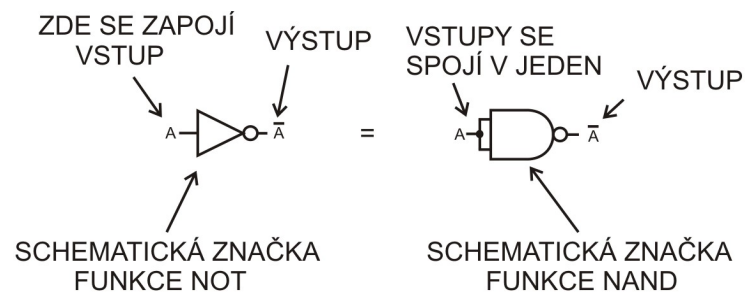 ZDE SE ZAPOJÍ
VSTUP
VÝSTUP
A
A̅
SCHEMATICKÁ ZNAČKA
FUNKCE NOT
=
VSTUPY SE
SPOJÍ V JEDEN
VÝSTUP
A
A̅
SCHEMATICKÁ ZNAČKA
FUNKCE NAND